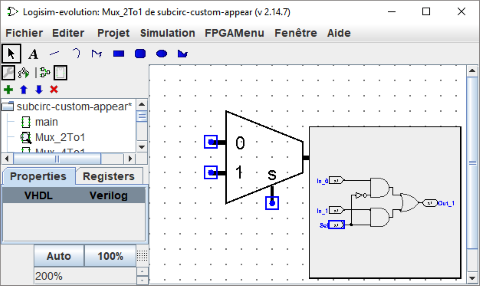 Logisim-evolution: Mux_2To1 de subcirc-custom-appear (v 2.14.7)
Fichier Editer Projet Simulation FPGAMenu Fenêtre Aide
A
subcirc-custom-appear*
main
Mux_2To1
Mux_4To1
Properties Registers
VHDL Verilog
Auto 100%
200%
0
1
s
In_0
In_1
Sel
Out_1